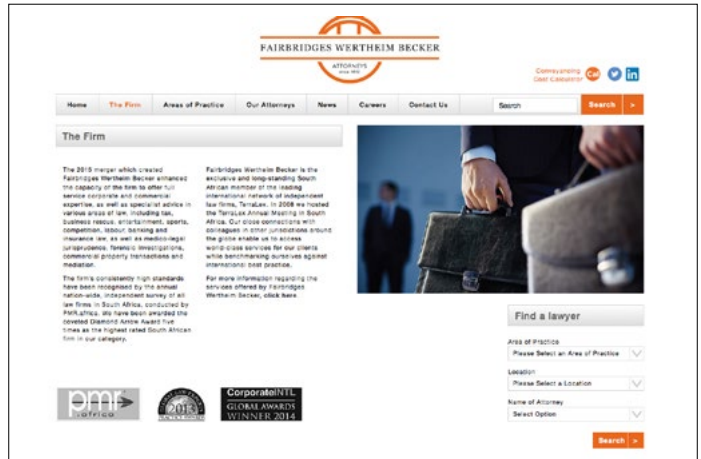 FAIRBRIDGES WERTHEIM BECKER
ATTORNEYS
since 1812
Conveyancing
Cost Calculator
Cal
in
Home The Firm Areas of Practice Our Attorneys News Careers Contact Us Search Search >
The Firm
The 2015 merger which created
Fairbridges Wertheim Becker enhanced
the capacity of the firm to offer full
service corporate and commercial
expertise, as well as specialist advice in
various areas of law, including tax,
business rescue, entertainment, sports,
competition, labour, banking and
insurance law, as well as medico-legal
jurisprudence, forensic investigations,
commercial property transactions and
mediation.
The firm's consistently high standards
have been recognised by the annual
nation-wide, independent survey of all
law firms in South Africa, conducted by
PMR.africa. We have been awarded the
coveted Diamond Arrow Award five
times as the highest rated South African
firm in our category.
Fairbridges Wertheim Becker is the
exclusive and long-standing South
African member of the leading
international network of independent
law firms, TerraLex. In 2008 we hosted
the TerraLex Annual Meeting in South
Africa. Our close connections with
colleagues in other jurisdictions around
the globe enable us to access
world-class services for our clients
while benchmarking ourselves against
international best practice.
For more information regarding the
services offered by Fairbridges
Wertheim Becker, click here
Find a lawyer
Area of Practice
Please Select an Area of Practice
Location
Please Select a Location
Name of Attorney
Select Option
Search >
pmr
.africa
2013
CorporateINTL
GLOBAL AWARDS
WINNER 2014